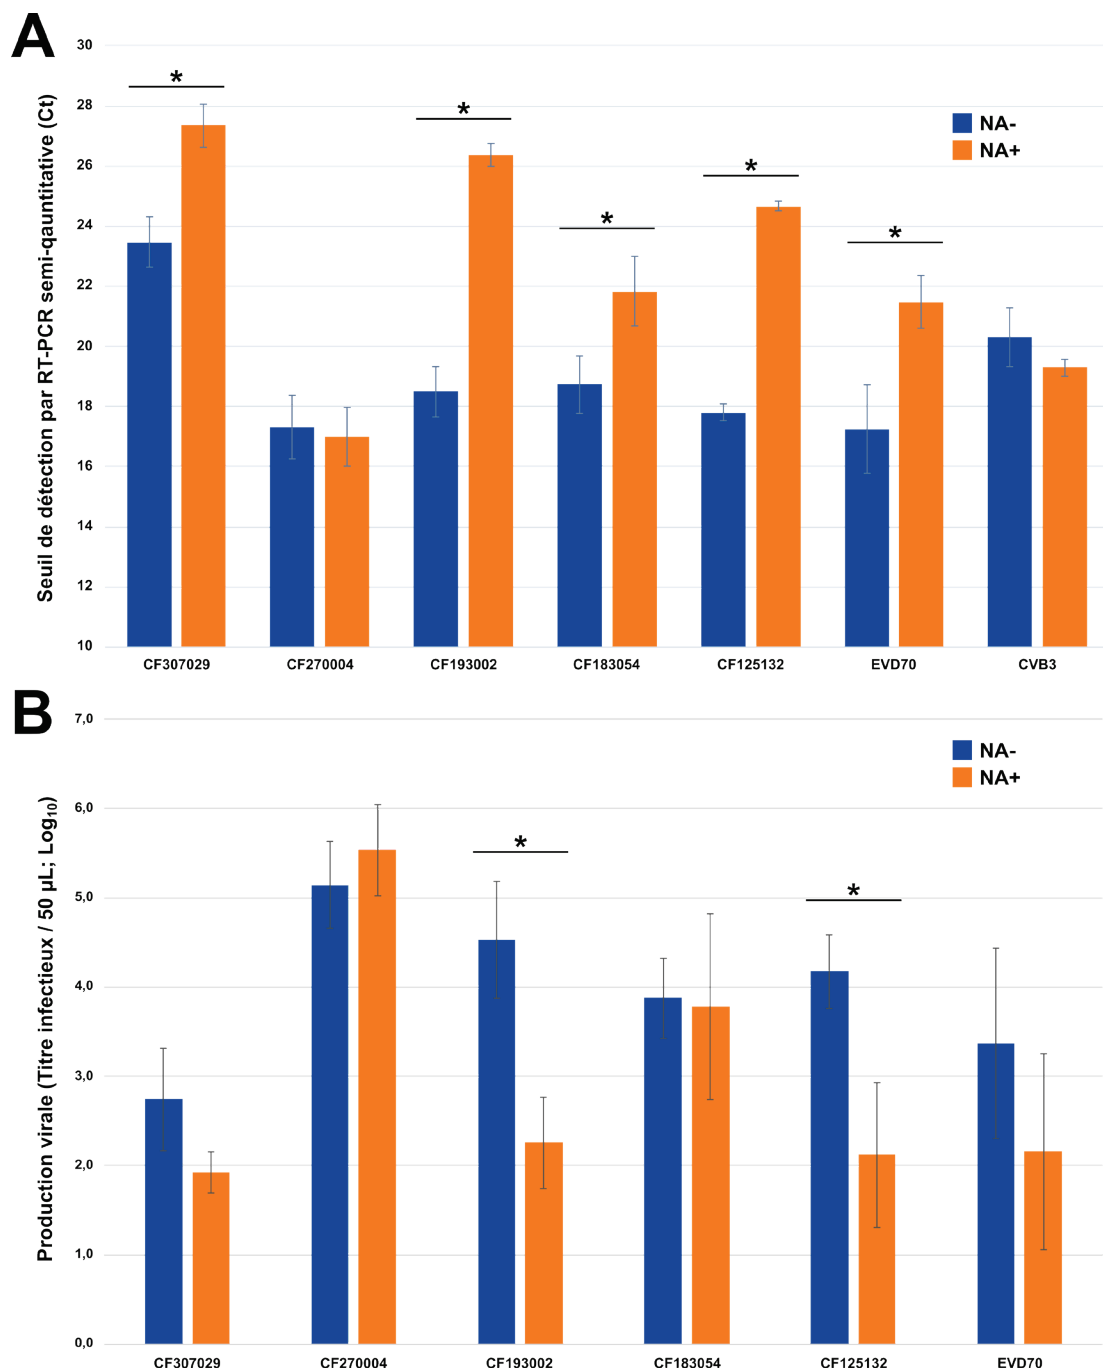 A
Seuil de détection par RT-PCR semi-qauntitative (Ct)
30
28
26
24
22
20
18
16
14
12
10
*
*
*
*
*
NA-
NA+
CF307029
CF270004
CF193002
CF183054
CF125132
EVD70
CVB3
B
Production virale (Titre infectieux / 50 µL; Log₁₀)
7,0
6,0
5,0
4,0
3,0
2,0
1,0
0,0
*
*
NA-
NA+
CF307029
CF270004
CF193002
CF183054
CF125132
EVD70